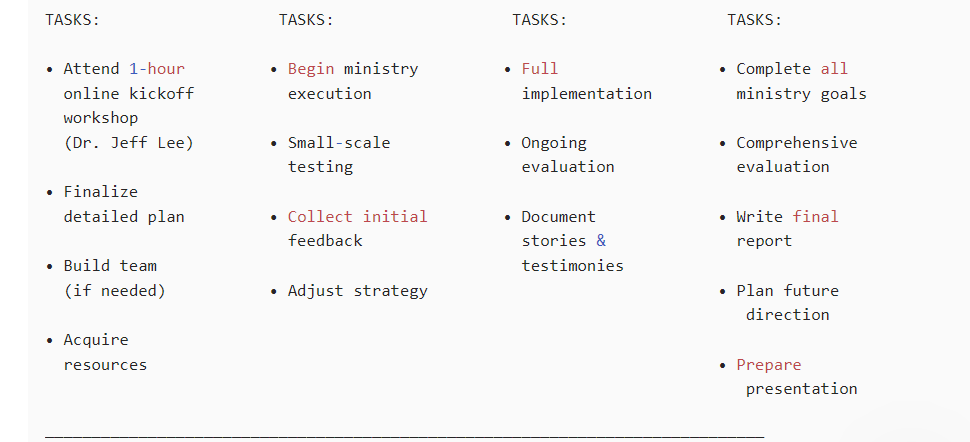 TASKS: TASKS: TASKS: TASKS:
• Attend 1-hour • Begin ministry • Full • Complete all
online kickoff execution implementation ministry goals
workshop
(Dr. Jeff Lee) • Small-scale • Ongoing • Comprehensive
testing evaluation evaluation
• Finalize
detailed plan • Collect initial • Document • Write final
feedback stories & report
• Build team testimonies
(if needed) • Adjust strategy • Plan future
direction
• Acquire
resources • Prepare
presentation